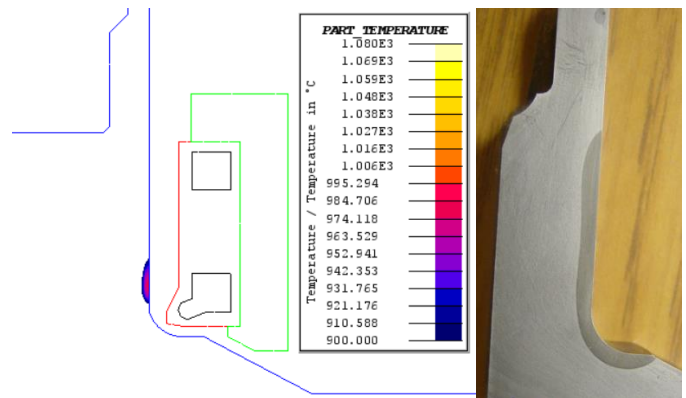 PART_TEMPERATURE
Temperature / Temperature in °C
1.080E3
1.069E3
1.059E3
1.048E3
1.038E3
1.027E3
1.016E3
1.006E3
995.294
984.706
974.118
963.529
952.941
942.353
931.765
921.176
910.588
900.000